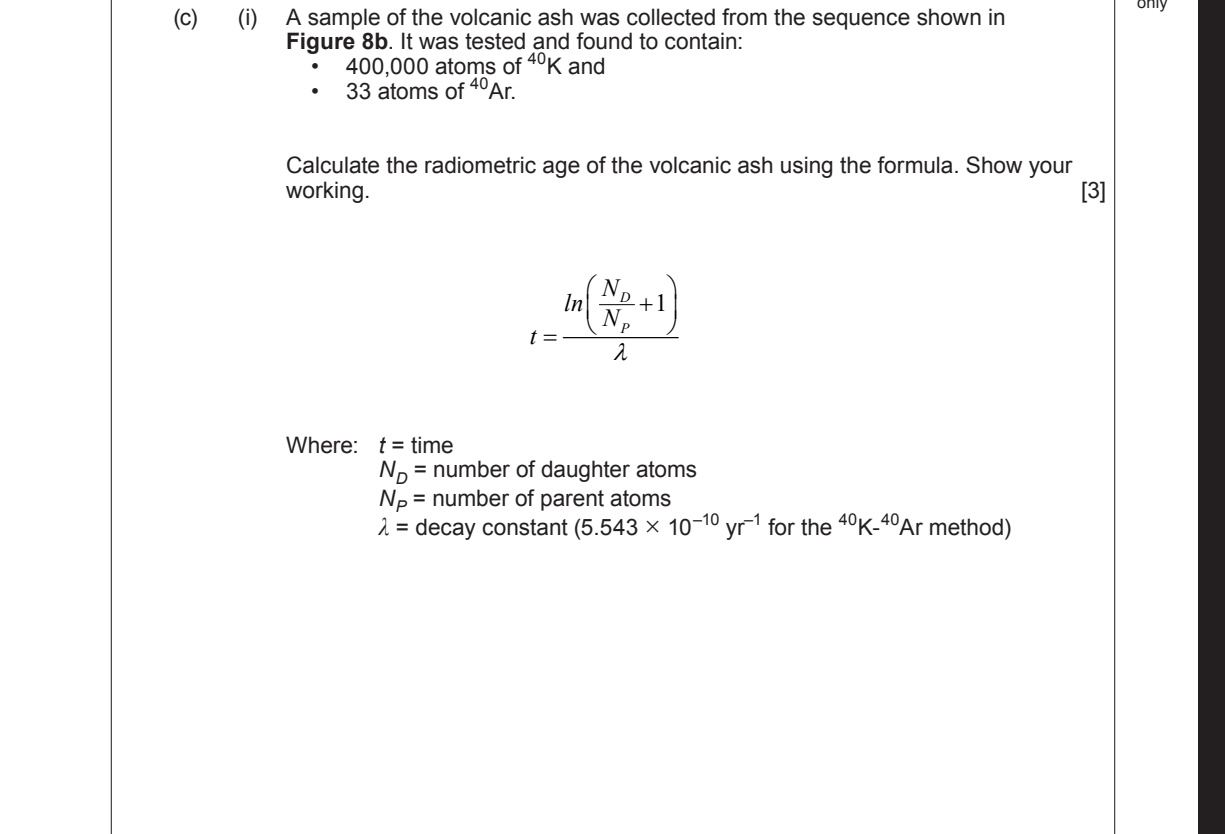 only
(c) (i) A sample of the volcanic ash was collected from the sequence shown in
Figure 8b. It was tested and found to contain:
• 400,000 atoms of ⁴⁰K and
• 33 atoms of ⁴⁰Ar.
Calculate the radiometric age of the volcanic ash using the formula. Show your
working. [3]
t = ln(N_D/N_P + 1)/λ
Where: t = time
N_D = number of daughter atoms
N_P = number of parent atoms
λ = decay constant (5.543 × 10⁻¹⁰ yr⁻¹ for the ⁴⁰K-⁴⁰Ar method)